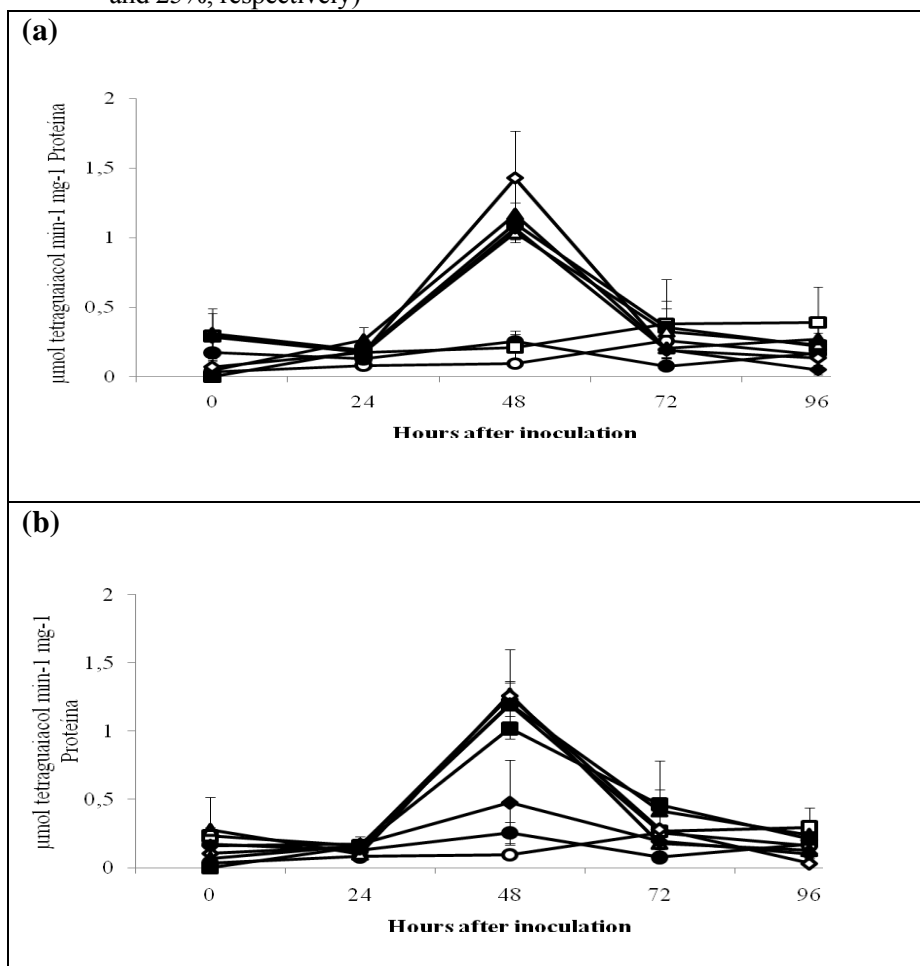 and 25%, respectively)
(a)
µmol tetraguaiacol min-1 mg-1 Proteína
2
1,5
1
0,5
0
0 24 48 72 96
Hours after inoculation
(b)
µmol tetraguaiacol min-1 mg-1
Proteína
2
1,5
1
0,5
0
0 24 48 72 96
Hours after inoculation